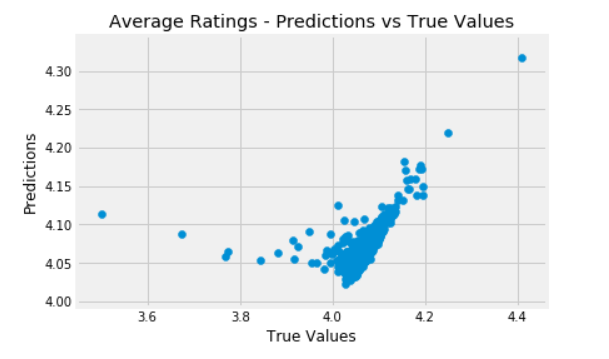 Average Ratings - Predictions vs True Values
4.30
4.25
4.20
4.15
4.10
4.05
4.00
Predictions
3.6 3.8 4.0 4.2 4.4
True Values